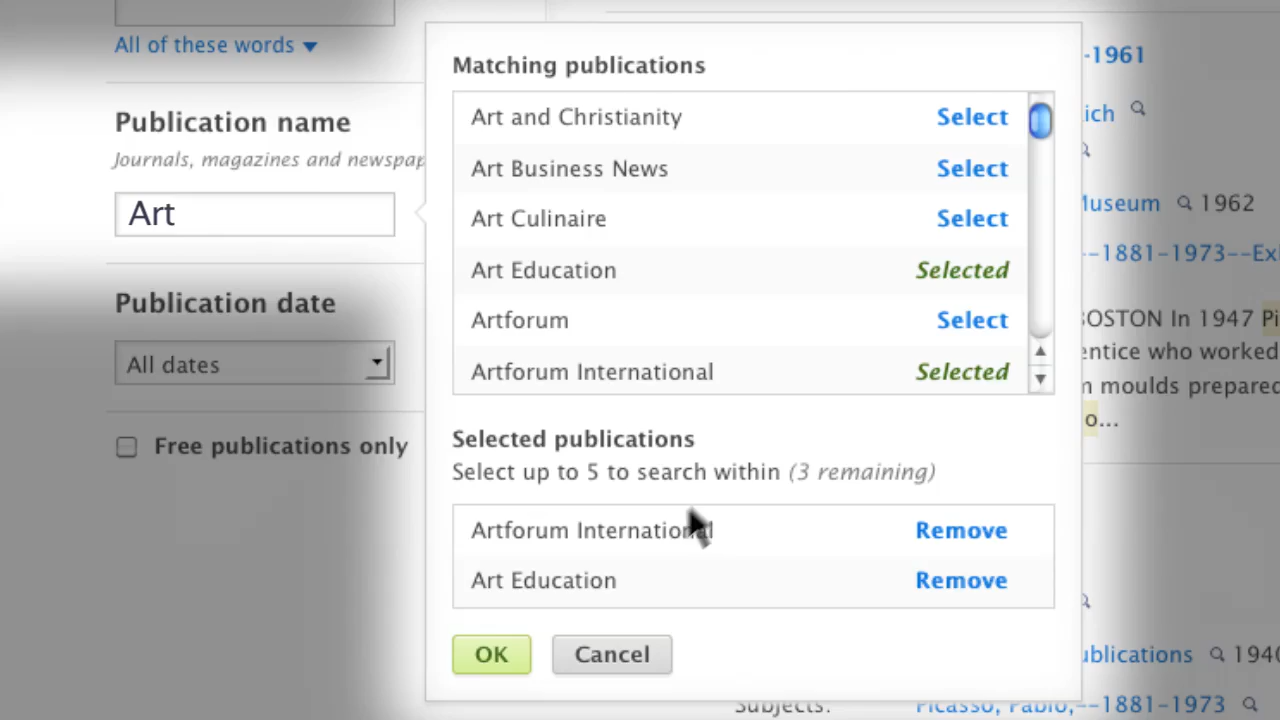 All of these words
Publication name
Journals, magazines and newspap
Art
Publication date
All dates
Free publications only
Matching publications
Art and Christianity Select
Art Business News Select
Art Culinaire Select
Art Education Selected
Artforum Select
Artforum International Selected
Selected publications
Select up to 5 to search within (3 remaining)
Artforum International Remove
Art Education Remove
OK Cancel
--1961
ich
Museum 1962
--1881-1973--Ex
BOSTON In 1947 Pi
entice who worked
moulds prepared
o...
ublications 1940
Subjects: Picasso, Pablo,--1881-1973